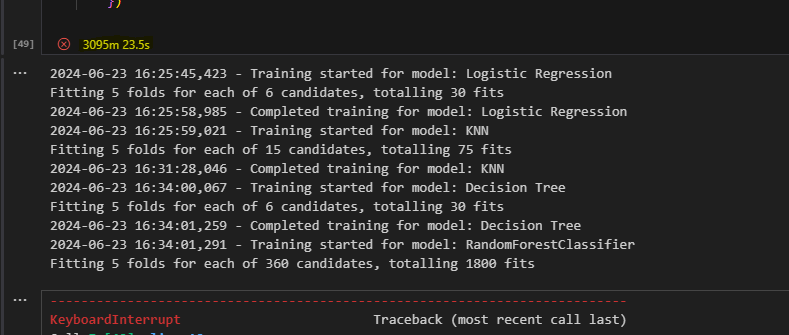 })
[49]
3095m 23.5s
...
2024-06-23 16:25:45,423 - Training started for model: Logistic Regression
Fitting 5 folds for each of 6 candidates, totalling 30 fits
2024-06-23 16:25:58,985 - Completed training for model: Logistic Regression
2024-06-23 16:25:59,021 - Training started for model: KNN
Fitting 5 folds for each of 15 candidates, totalling 75 fits
2024-06-23 16:31:28,046 - Completed training for model: KNN
2024-06-23 16:34:00,067 - Training started for model: Decision Tree
Fitting 5 folds for each of 6 candidates, totalling 30 fits
2024-06-23 16:34:01,259 - Completed training for model: Decision Tree
2024-06-23 16:34:01,291 - Training started for model: RandomForestClassifier
Fitting 5 folds for each of 360 candidates, totalling 1800 fits
...
---------------------------------------------------------------------------
KeyboardInterrupt                         Traceback (most recent call last)